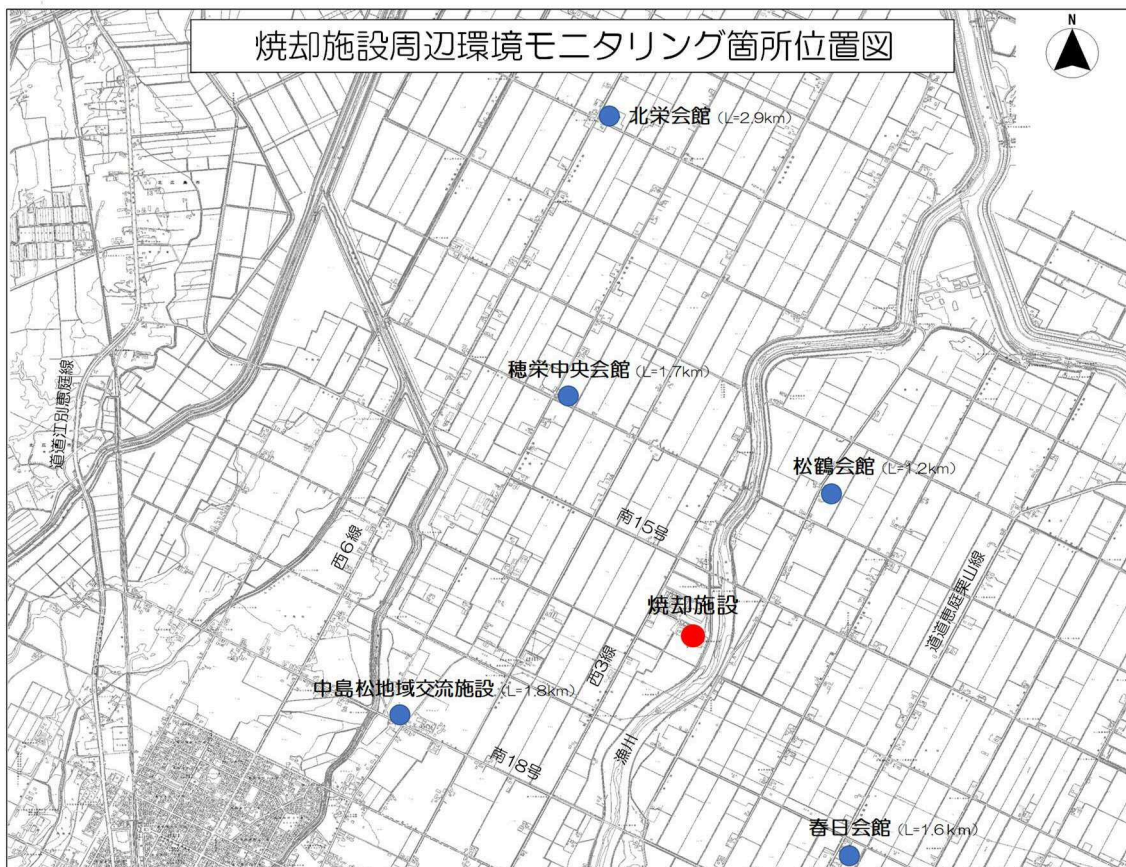 焼却施設周辺環境モニタリング箇所位置図
N
北栄会館 (L=2.9km)
穂栄中央会館 (L=1.7km)
道道江別恵庭線
松鶴会館 (L=1.2km)
南15号
西6線
焼却施設
道道恵庭栗山線
西3線
中島松地域交流施設 (L=1.8km)
漁川
南18号
春日会館 (L=1.6km)